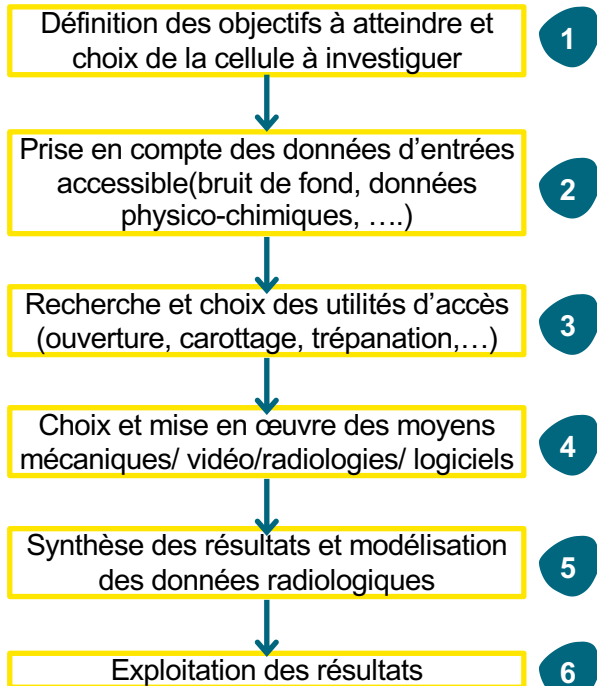 Définition des objectifs à atteindre et
choix de la cellule à investiguer
1
Prise en compte des données d'entrées
accessible(bruit de fond, données
physico-chimiques, ….)
2
Recherche et choix des utilités d'accès
(ouverture, carottage, trépanation,…)
3
Choix et mise en œuvre des moyens
mécaniques/ vidéo/radiologies/ logiciels
4
Synthèse des résultats et modélisation
des données radiologiques
5
Exploitation des résultats
6